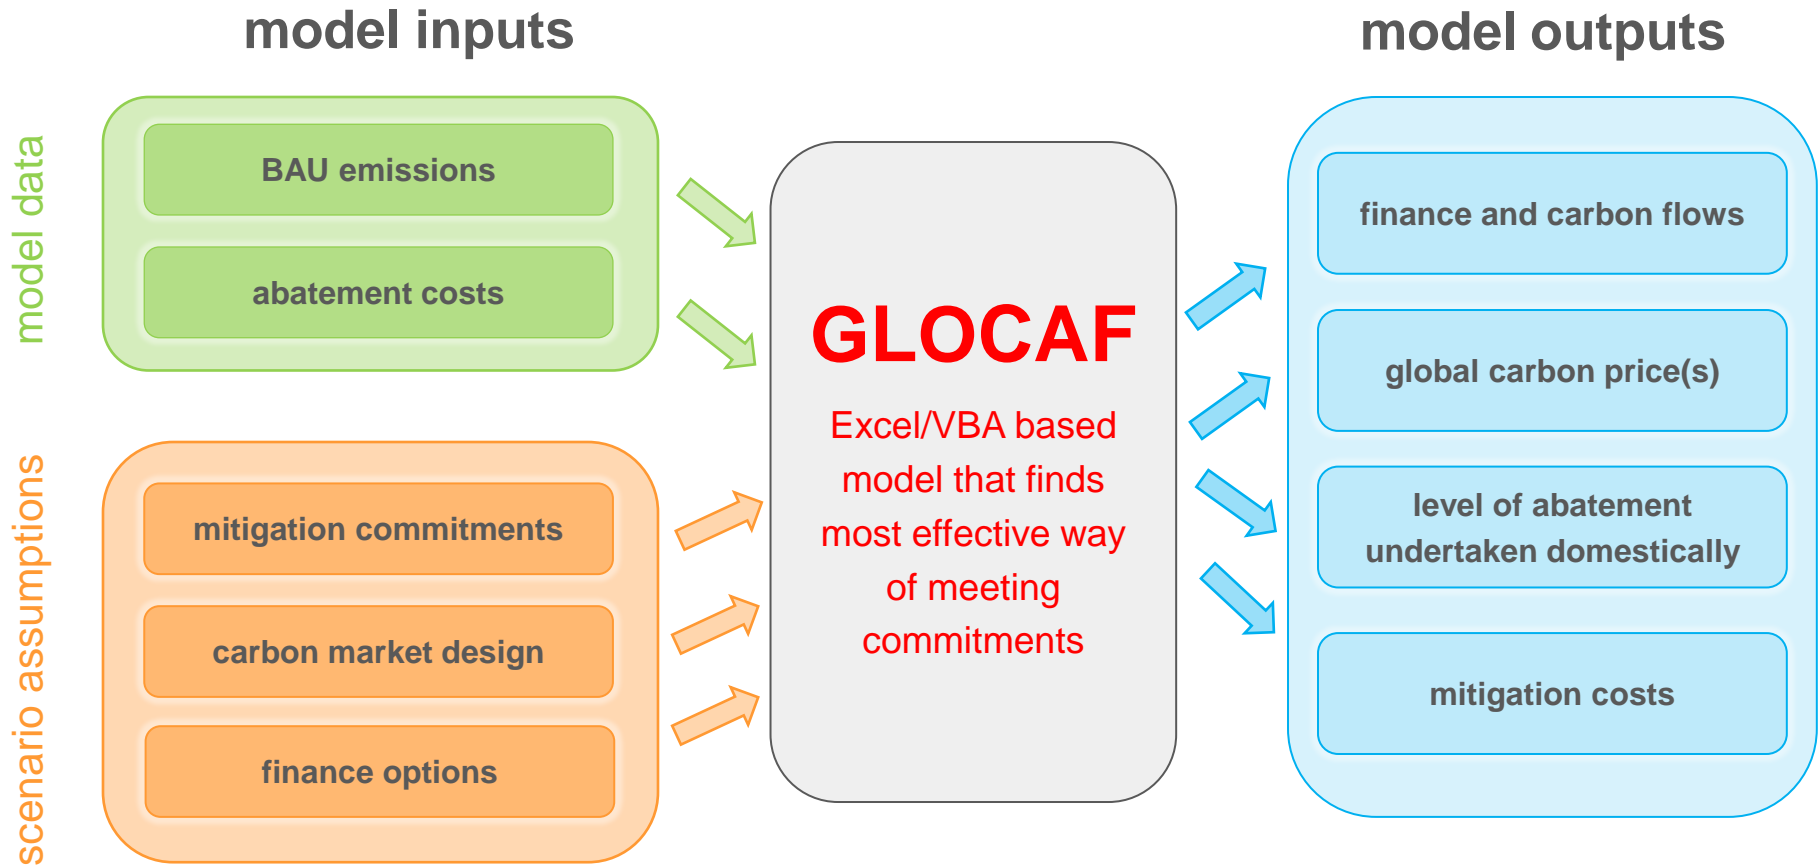 model inputs
model outputs
model data
BAU emissions
abatement costs
scenario assumptions
mitigation commitments
carbon market design
finance options
GLOCAF
Excel/VBA based
model that finds
most effective way
of meeting
commitments
finance and carbon flows
global carbon price(s)
level of abatement
undertaken domestically
mitigation costs